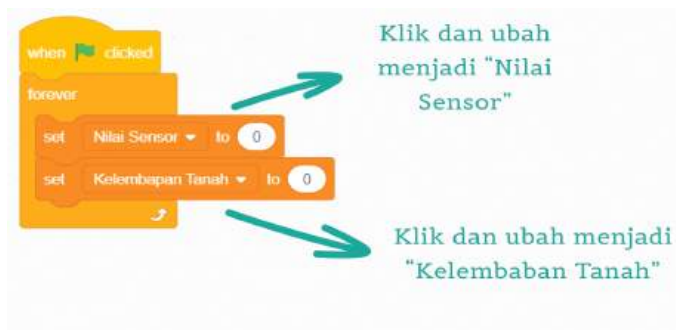 when clicked
forever
set Nilai Sensor to 0
set Kelembapan Tanah to 0
Klik dan ubah
menjadi "Nilai
Sensor"
Klik dan ubah menjadi
"Kelembaban Tanah"